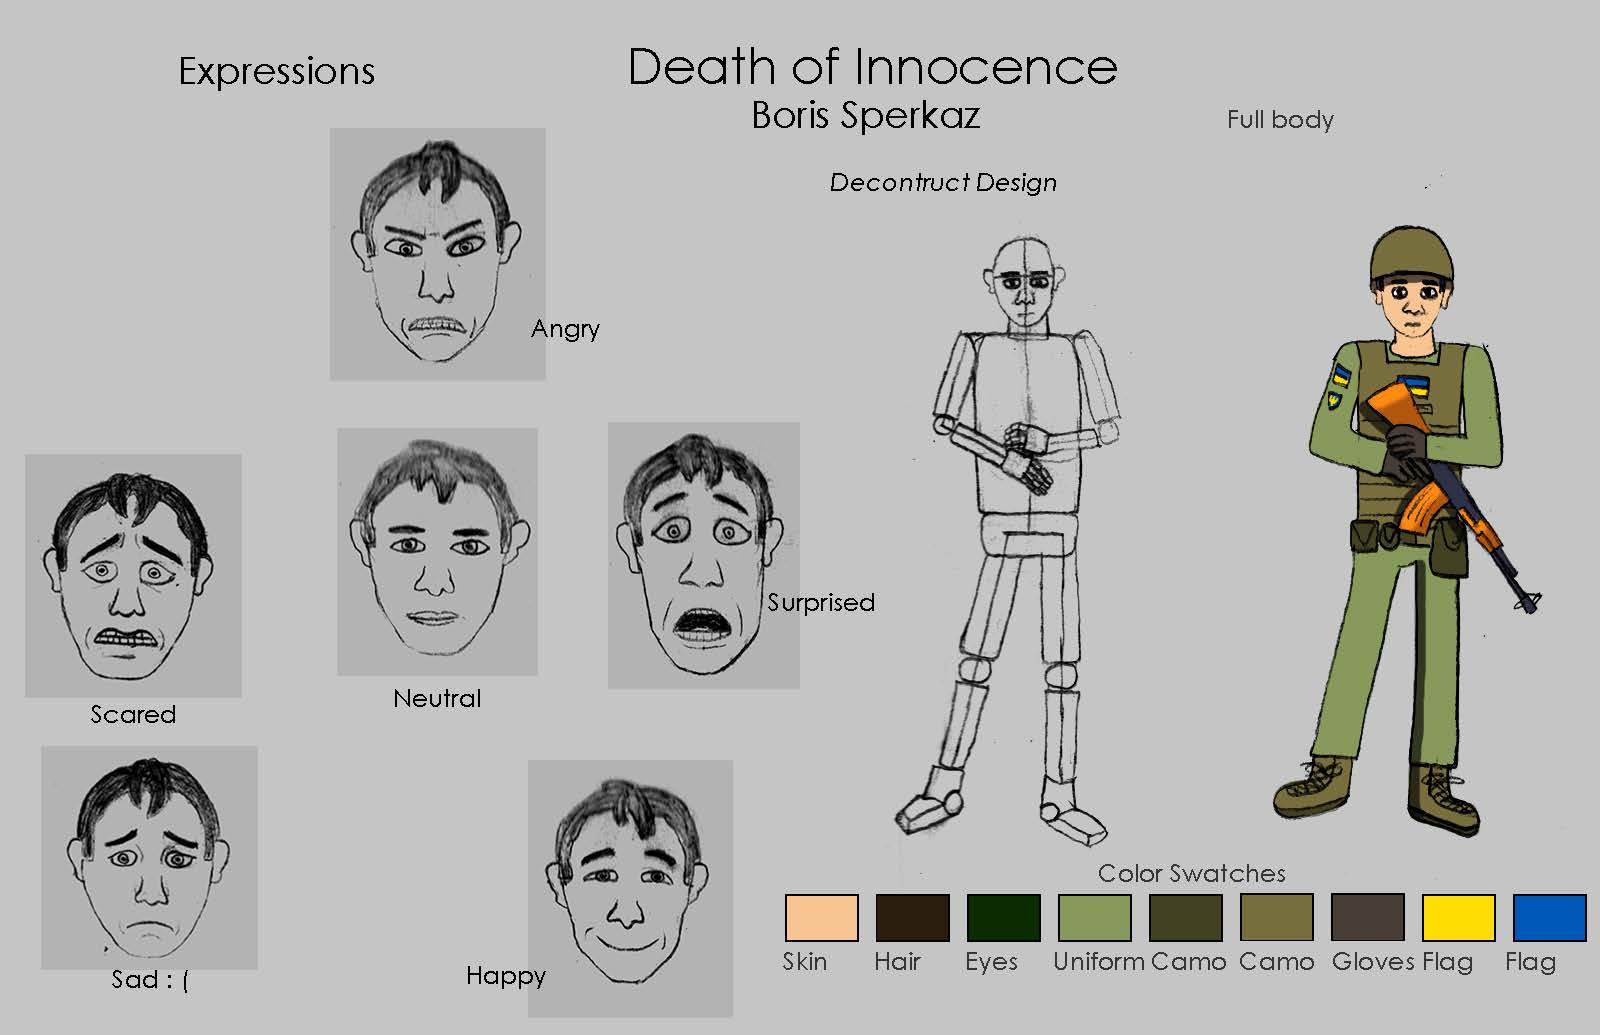 Expressions
Death of Innocence
Boris Sperkaz
Full body
Decontruct Design
Angry
Surprised
Scared
Neutral
Sad : (
Happy
Color Swatches
Skin
Hair
Eyes
Uniform
Camo
Camo
Gloves
Flag
Flag